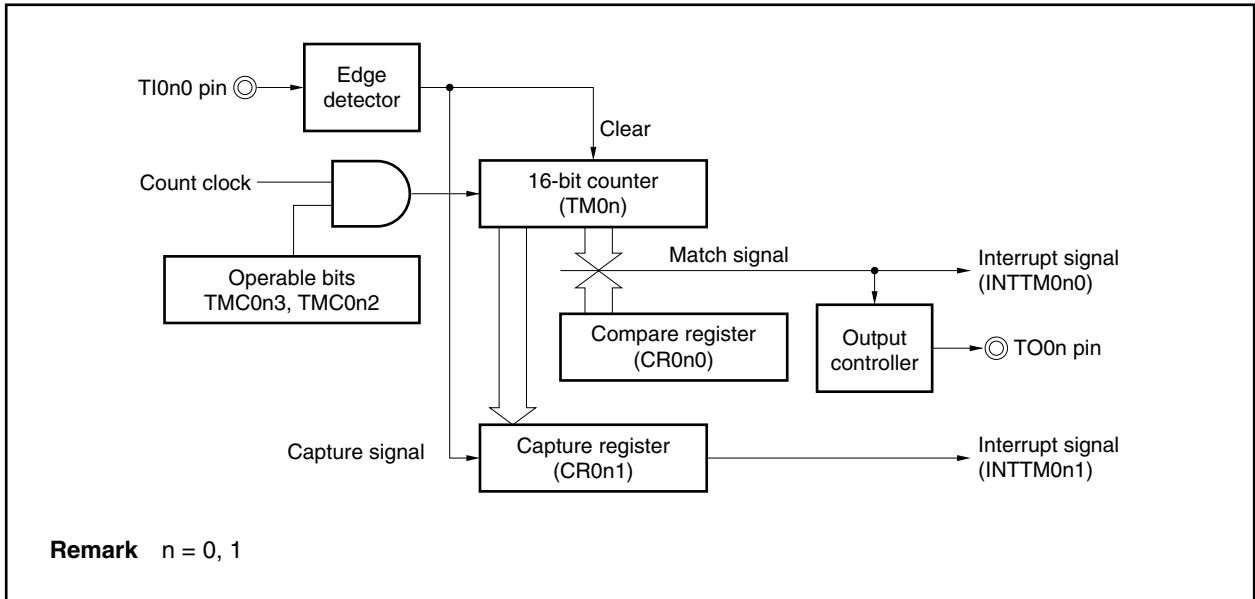 TI0n0 pin
Edge
detector
Clear
Count clock
16-bit counter
(TM0n)
Operable bits
TMC0n3, TMC0n2
Match signal
Interrupt signal
(INTTM0n0)
Compare register
(CR0n0)
Output
controller
TO0n pin
Capture signal
Capture register
(CR0n1)
Interrupt signal
(INTTM0n1)
Remark n = 0, 1